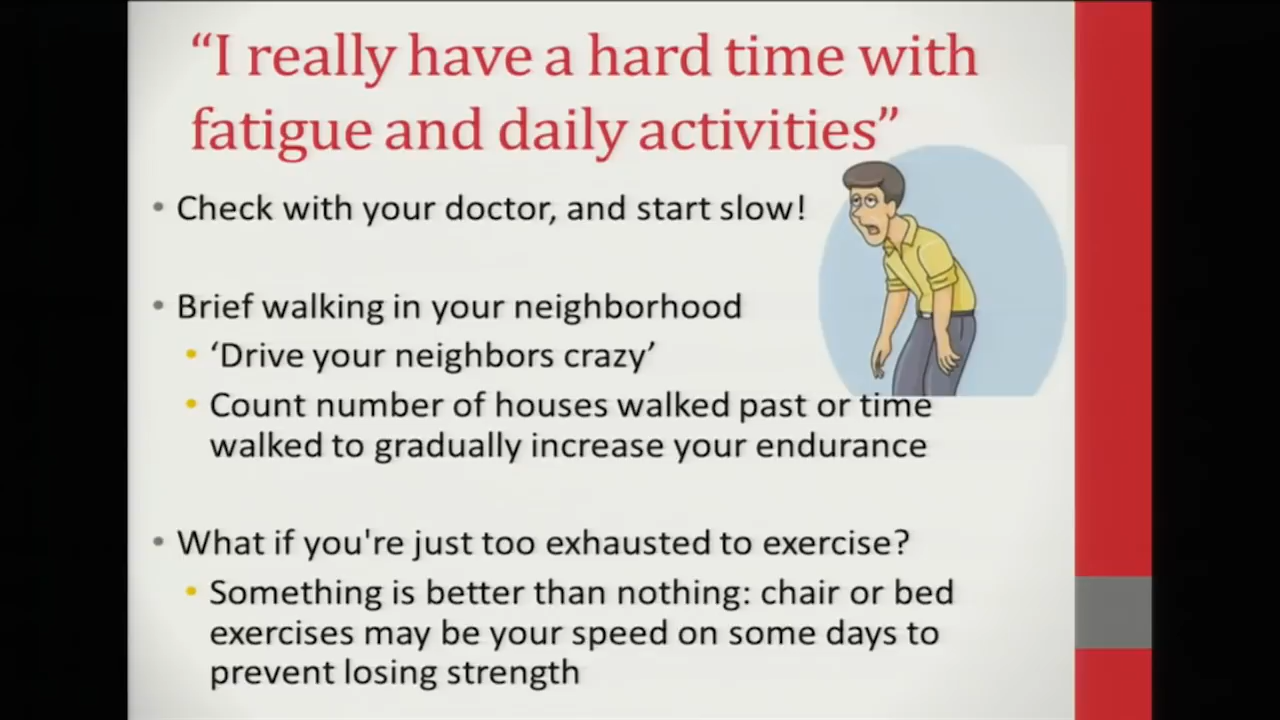 “I really have a hard time with
fatigue and daily activities”
• Check with your doctor, and start slow!
• Brief walking in your neighborhood
• ‘Drive your neighbors crazy’
• Count number of houses walked past or time
walked to gradually increase your endurance
• What if you're just too exhausted to exercise?
• Something is better than nothing: chair or bed
exercises may be your speed on some days to
prevent losing strength